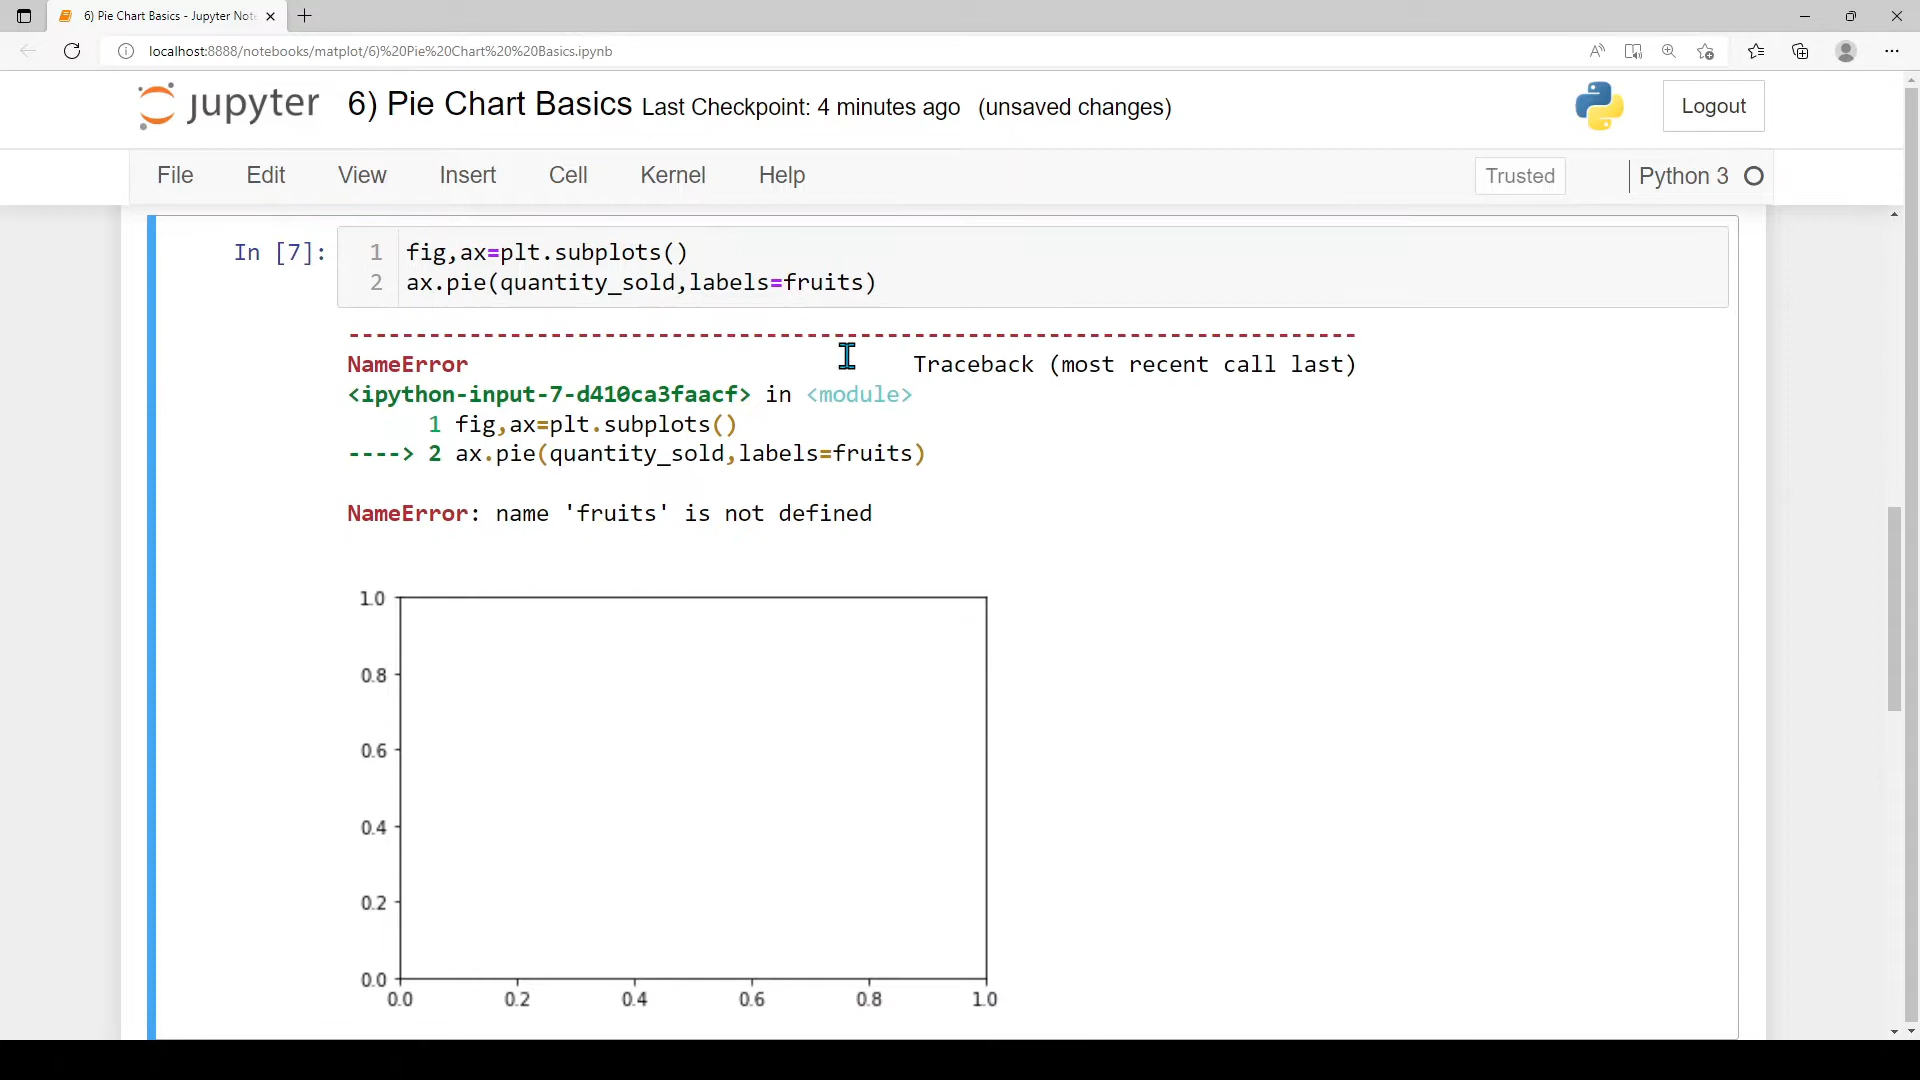 6) Pie Chart Basics - Jupyter Not
localhost:8888/notebooks/matplot/6)%20Pie%20Chart%20%20Basics.ipynb
jupyter 6) Pie Chart Basics Last Checkpoint: 4 minutes ago (unsaved changes)
Logout
File Edit View Insert Cell Kernel Help
Trusted
Python 3
In [7]:
1 fig,ax=plt.subplots()
2 ax.pie(quantity_sold,labels=fruits)
---------------------------------------------------------------------------
NameError Traceback (most recent call last)
<ipython-input-7-d410ca3faacf> in <module>
1 fig,ax=plt.subplots()
----> 2 ax.pie(quantity_sold,labels=fruits)
NameError: name 'fruits' is not defined
1.0
0.8
0.6
0.4
0.2
0.0
0.0 0.2 0.4 0.6 0.8 1.0